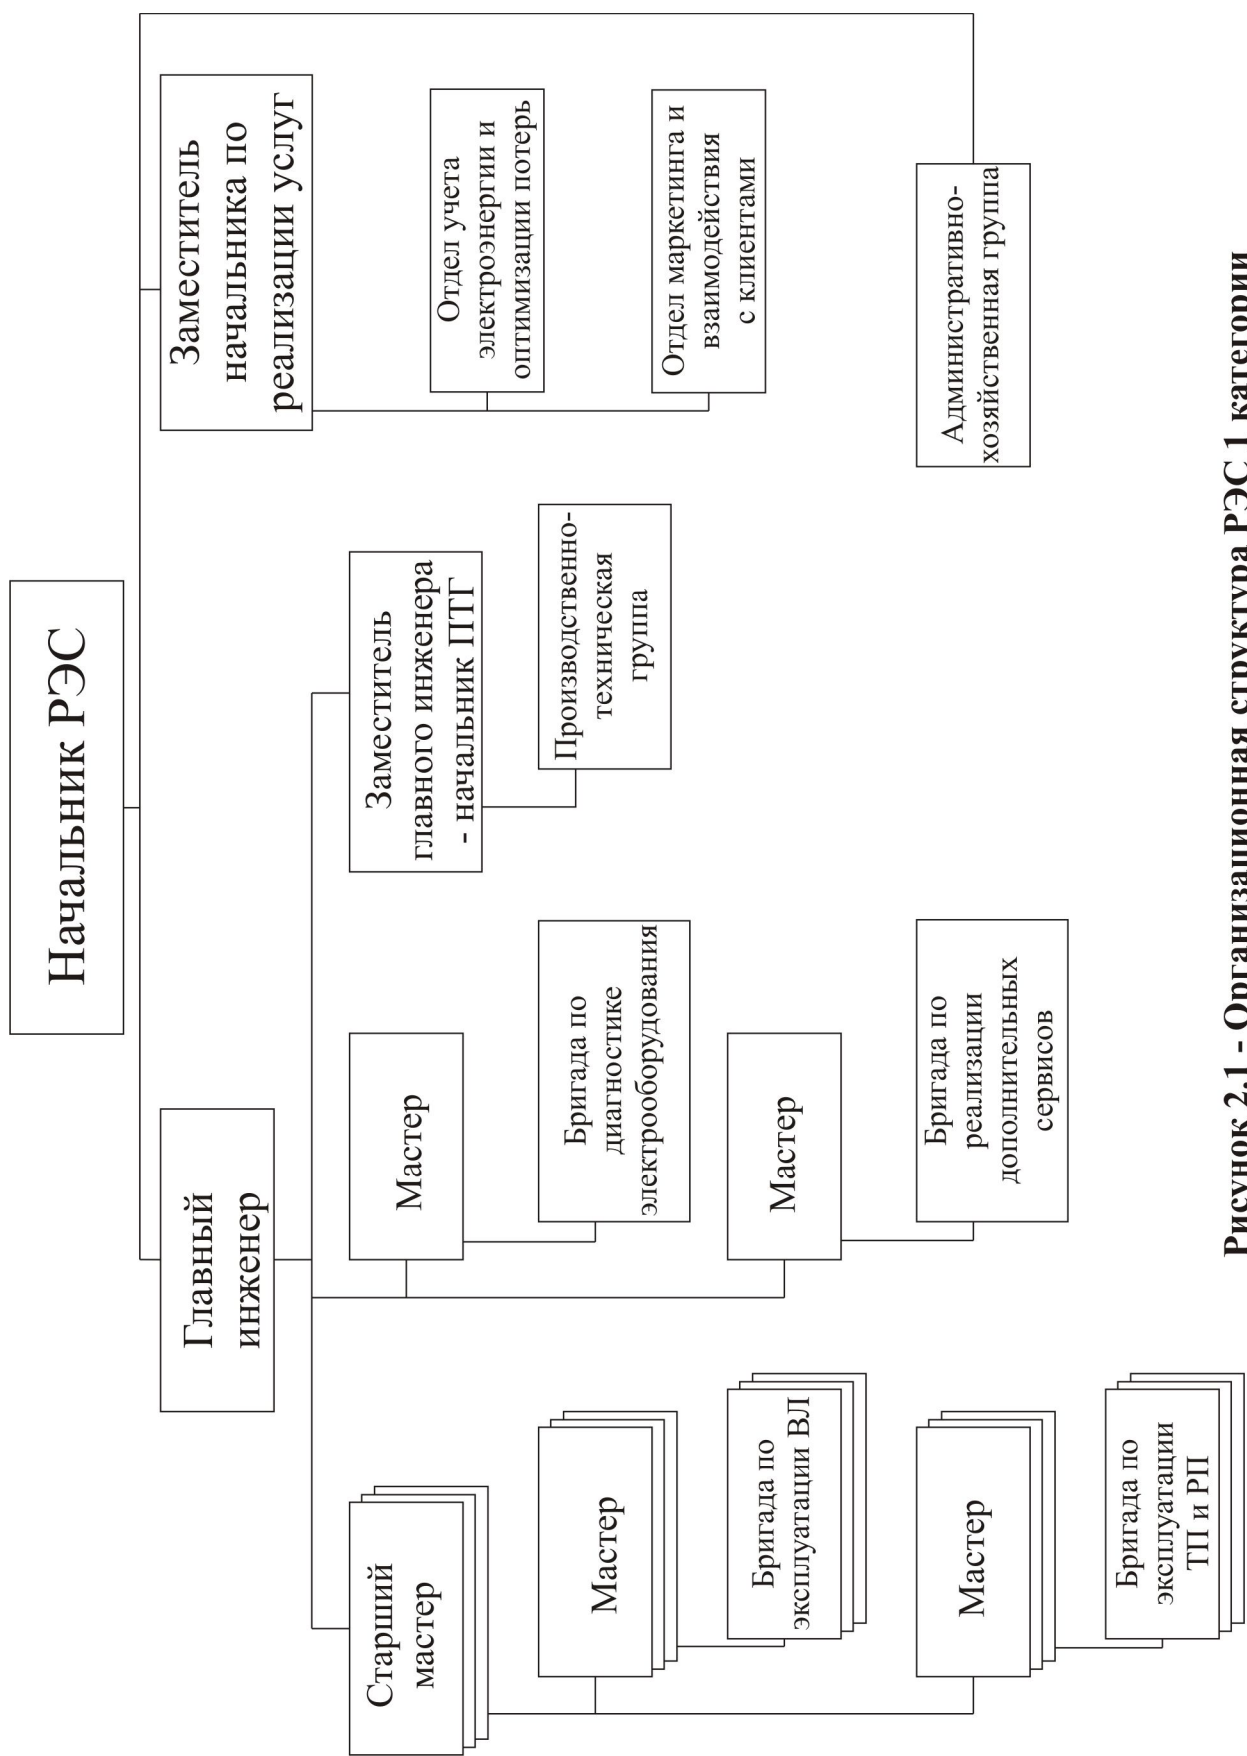 Начальник РЭС
Главный
инженер
Заместитель
начальника по
реализации услуг
Старший
мастер
Мастер
Заместитель
главного инженера
- начальник ПТГ
Отдел учета
электроэнергии и
оптимизации потерь
Мастер
Бригада по
диагностике
электрооборудования
Производственно-
техническая
группа
Отдел маркетинга и
взаимодействия
с клиентами
Бригада по
эксплуатации ВЛ
Мастер
Мастер
Бригада по
реализации
дополнительных
сервисов
Административно-
хозяйственная группа
Бригада по
эксплуатации
ТП и РП
Рисунок 2.1 - Организационная структура РЭС 1 категории